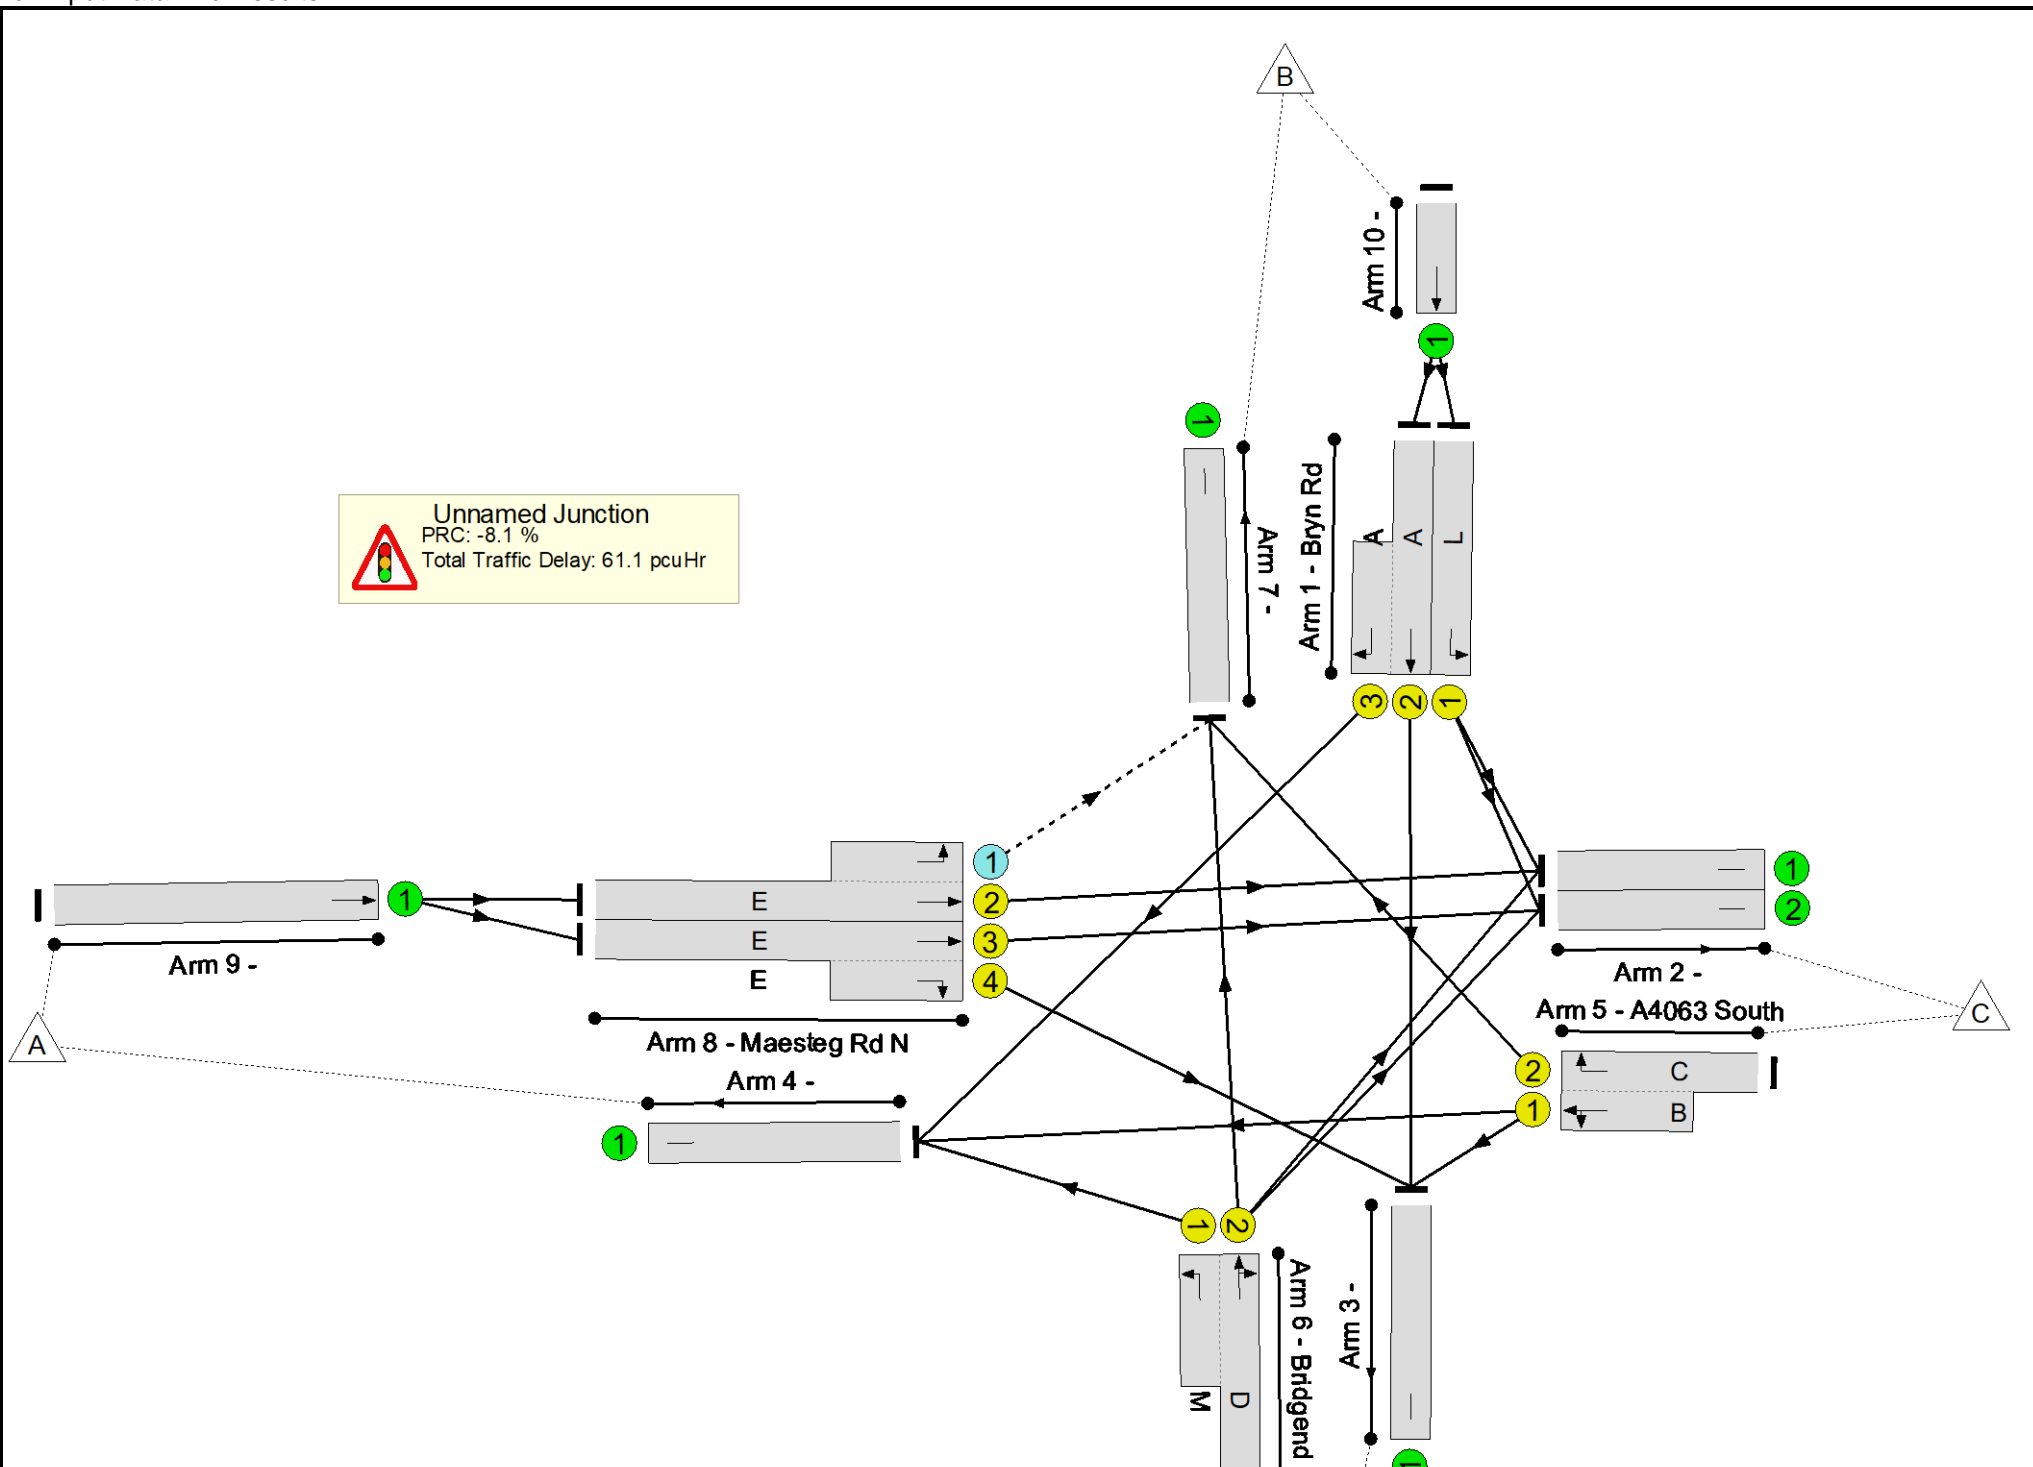 B
Arm 10 -
1
1
Unnamed Junction
PRC: -8.1 %
Total Traffic Delay: 61.1 pcuHr
Arm 7 -
Arm 1 - Bryn Rd
A
A
L
3
2
1
1
E
2
E
3
E
4
1
Arm 9 -
Arm 8 - Maesteg Rd N
A
1
2
Arm 2 -
Arm 5 - A4063 South
C
2
C
1
B
Arm 4 -
1
1
2
Arm 6 - Bridgend
M
D
Arm 3 -